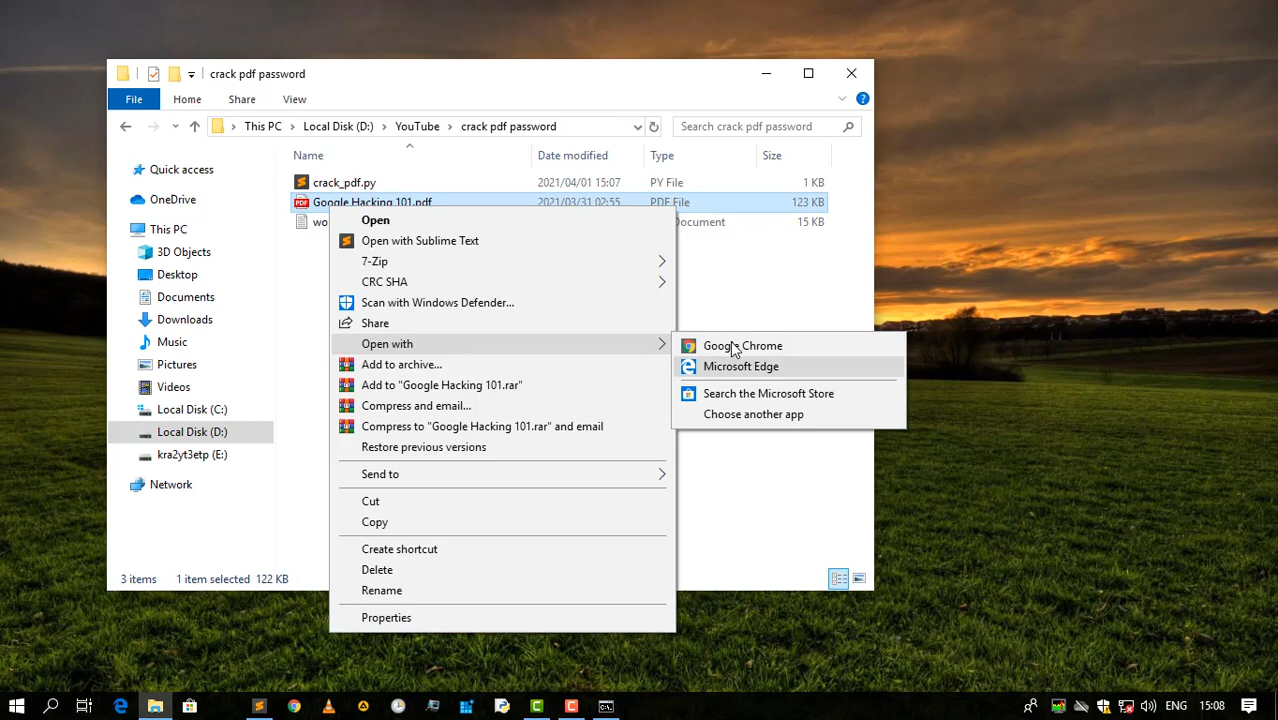 crack pdf password
File Home Share View
This PC Local Disk (D:) YouTube crack pdf password
Search crack pdf password
Name Date modified Type Size
Quick access
OneDrive
This PC
3D Objects
Desktop
Documents
Downloads
Music
Pictures
Videos
Local Disk (C:)
Local Disk (D:)
kra2yt3etp (E:)
Network
crack_pdf.py 2021/04/01 15:07 PY File 1 KB
Google Hacking 101.pdf 2021/03/31 02:55 PDF File 123 KB
wo Document 15 KB
Open
Open with Sublime Text
7-Zip
CRC SHA
Scan with Windows Defender...
Share
Open with
Add to archive...
Add to "Google Hacking 101.rar"
Compress and email...
Compress to "Google Hacking 101.rar" and email
Restore previous versions
Send to
Cut
Copy
Create shortcut
Delete
Rename
Properties
Google Chrome
Microsoft Edge
Search the Microsoft Store
Choose another app
3 items 1 item selected 122 KB
ENG 15:08